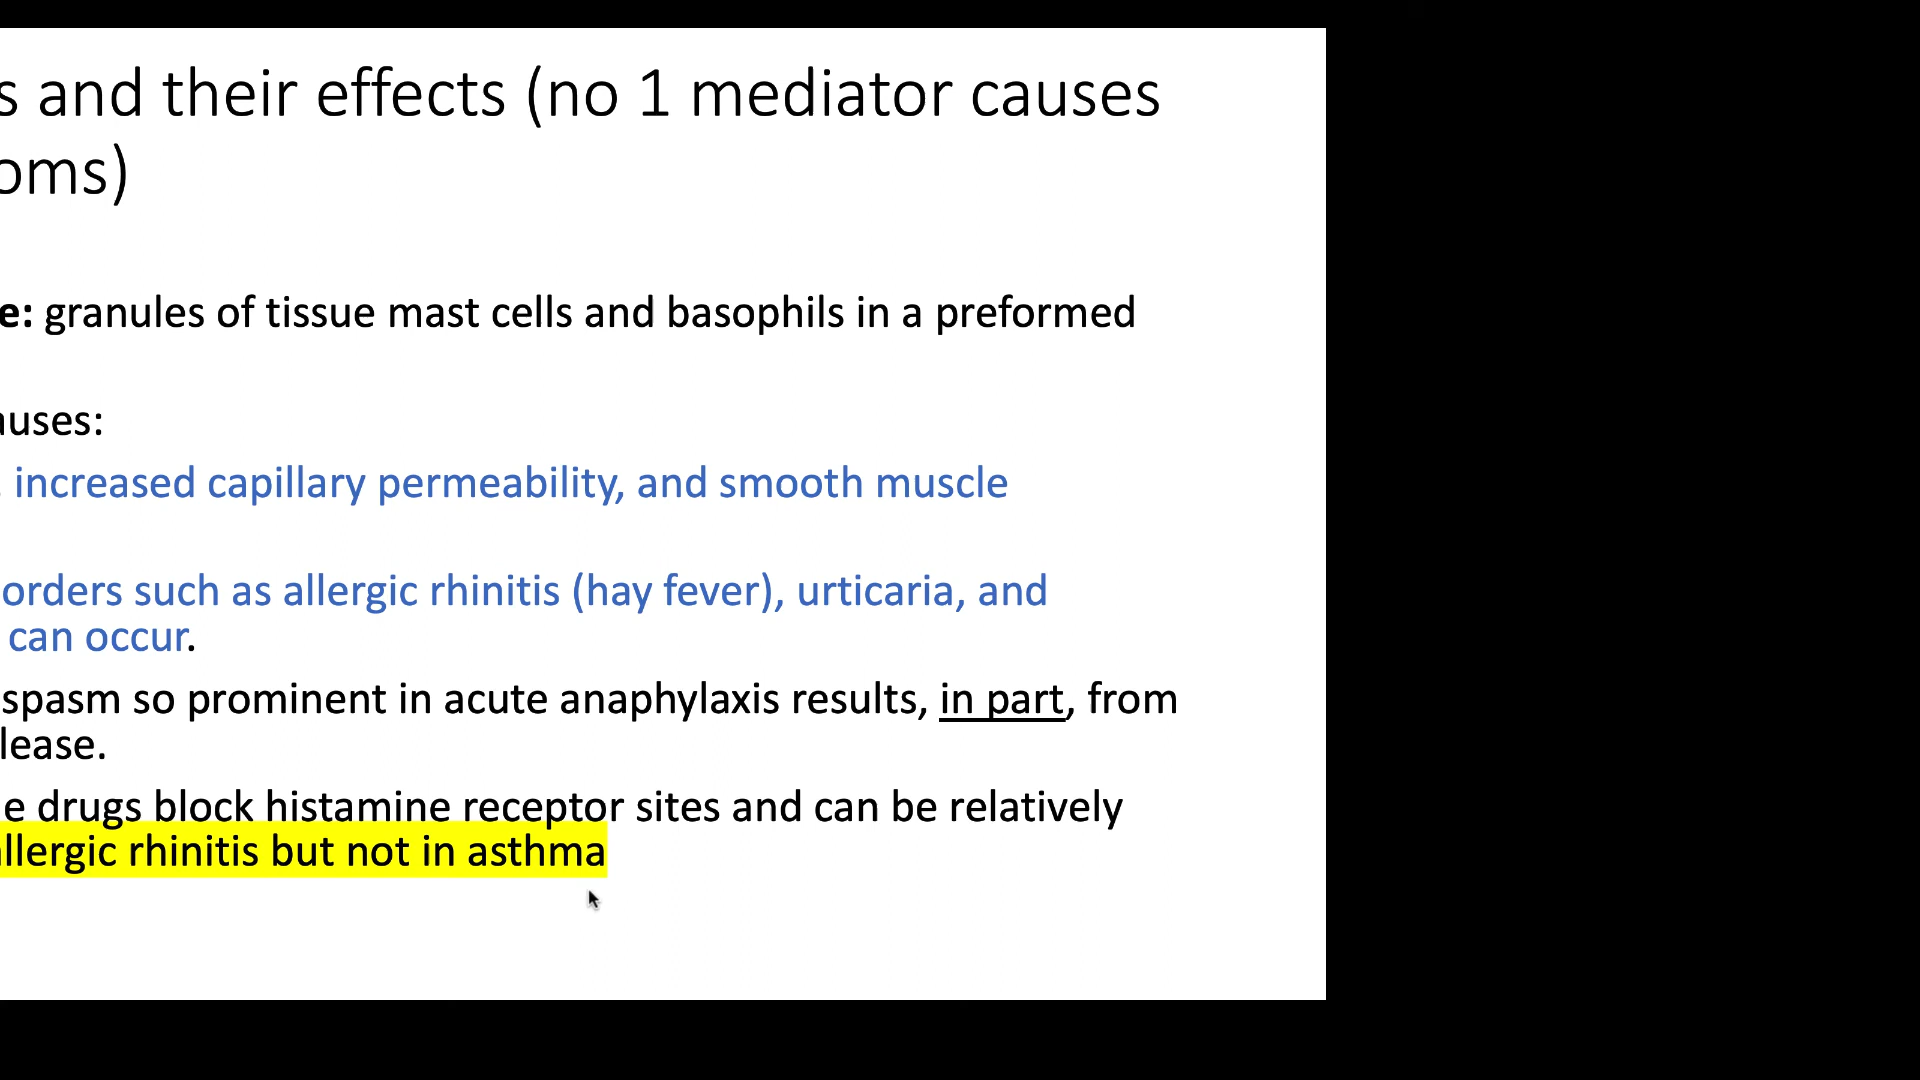 s and their effects (no 1 mediator causes
oms)
e: granules of tissue mast cells and basophils in a preformed
auses:
, increased capillary permeability, and smooth muscle
orders such as allergic rhinitis (hay fever), urticaria, and
can occur.
spasm so prominent in acute anaphylaxis results, in part, from
lease.
e drugs block histamine receptor sites and can be relatively
llergic rhinitis but not in asthma